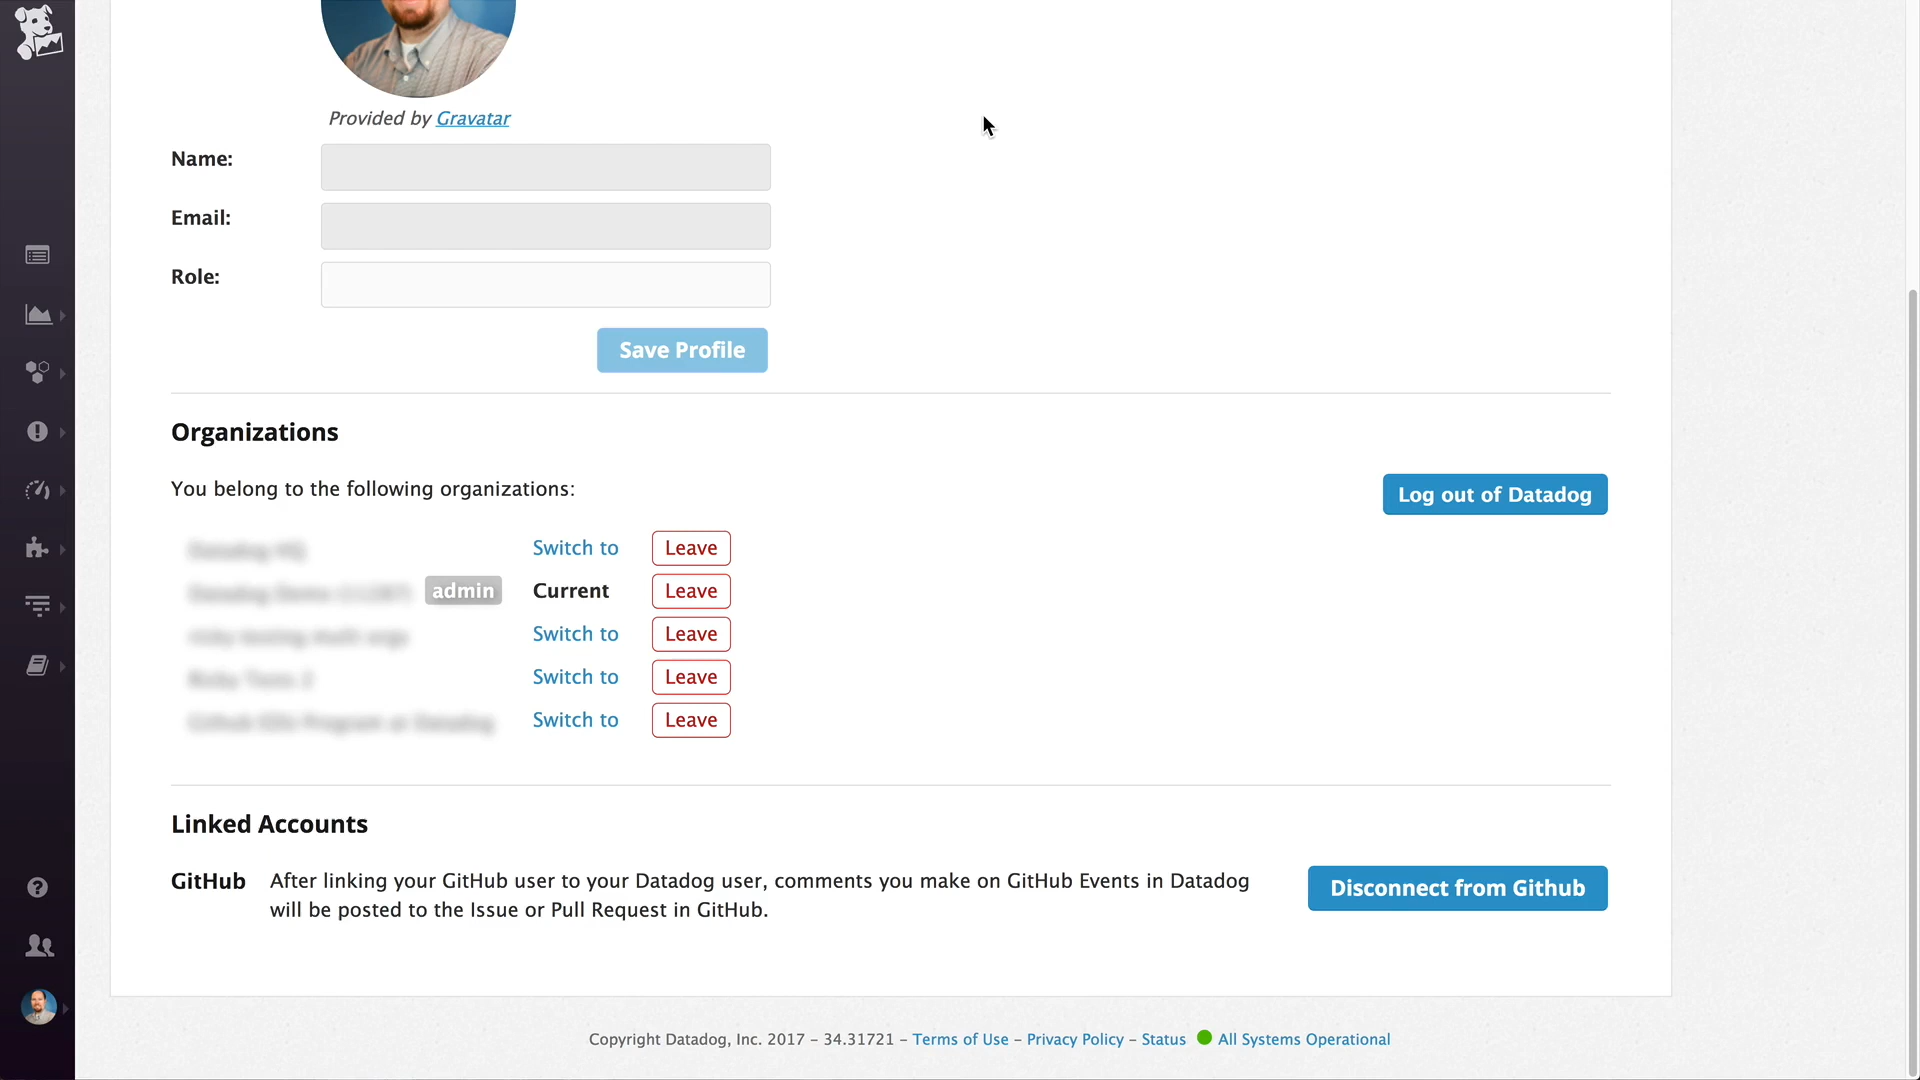 Provided by Gravatar
Name:
Email:
Role:
Save Profile
Organizations
You belong to the following organizations:
Log out of Datadog
Switch to Leave
admin Current Leave
Switch to Leave
Switch to Leave
Switch to Leave
Linked Accounts
GitHub After linking your GitHub user to your Datadog user, comments you make on GitHub Events in Datadog
will be posted to the Issue or Pull Request in GitHub.
Disconnect from Github
Copyright Datadog, Inc. 2017 – 34.31721 – Terms of Use – Privacy Policy – Status All Systems Operational